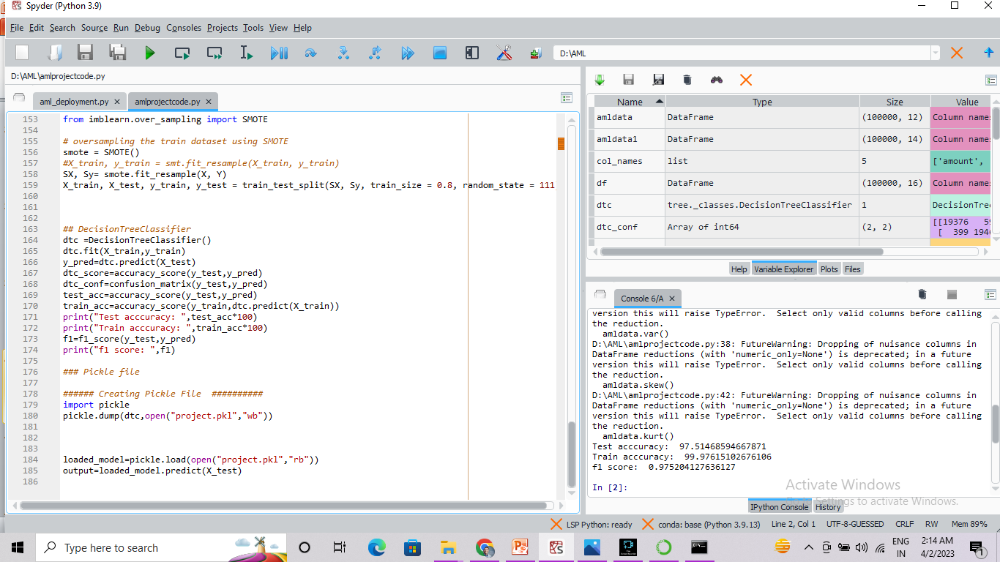 Spyder (Python 3.9)
File Edit Search Source Run Debug Consoles Projects Tools View Help
D:\AML
D:\AML\amlprojectcode.py
aml_deployment.py
amlprojectcode.py
153 from imblearn.over_sampling import SMOTE
154
155 # oversampling the train dataset using SMOTE
156 smote = SMOTE()
157 #X_train, y_train = smt.fit_resample(X_train, y_train)
158 SX, Sy= smote.fit_resample(X, Y)
159 X_train, X_test, y_train, y_test = train_test_split(SX, Sy, train_size = 0.8, random_state = 111
160
161
162
163 ## DecisionTreeClassifier
164 dtc =DecisionTreeClassifier()
165 dtc.fit(X_train,y_train)
166 y_pred=dtc.predict(X_test)
167 dtc_score=accuracy_score(y_test,y_pred)
168 dtc_conf=confusion_matrix(y_test,y_pred)
169 test_acc=accuracy_score(y_test,y_pred)
170 train_acc=accuracy_score(y_train,dtc.predict(X_train))
171 print("Test acccuracy: ",test_acc*100)
172 print("Train acccuracy: ",train_acc*100)
173 f1=f1_score(y_test,y_pred)
174 print("f1 score: ",f1)
175
176 ### Pickle file
177
178 ###### Creating Pickle File ##########
179 import pickle
180 pickle.dump(dtc,open("project.pkl","wb"))
181
182
183
184 loaded_model=pickle.load(open("project.pkl","rb"))
185 output=loaded_model.predict(X_test)
186
Name Type Size Value
amldata DataFrame (100000, 12) Column names
amldata1 DataFrame (100000, 14) Column names
col_names list 5 ['amount',
df DataFrame (100000, 16) Column names
dtc tree._classes.DecisionTreeClassifier 1 DecisionTre
dtc_conf Array of int64 (2, 2) [[19376 59
[ 399 194
Help Variable Explorer Plots Files
Console 6/A
version this will raise TypeError. Select only valid columns before calling
the reduction.
amldata.var()
D:\AML\amlprojectcode.py:38: FutureWarning: Dropping of nuisance columns in
DataFrame reductions (with 'numeric_only=None') is deprecated; in a future
version this will raise TypeError. Select only valid columns before calling
the reduction.
amldata.skew()
D:\AML\amlprojectcode.py:42: FutureWarning: Dropping of nuisance columns in
DataFrame reductions (with 'numeric_only=None') is deprecated; in a future
version this will raise TypeError. Select only valid columns before calling
the reduction.
amldata.kurt()
Test acccuracy: 97.51468594667871
Train acccuracy: 99.97615102676106
f1 score: 0.975204127636127
In [2]:
Activate Windows
Settings to activate Windows.
IPython Console History
LSP Python: ready conda: base (Python 3.9.13) Line 2, Col 1 UTF-8-GUESSED CRLF RW Mem 89%
Type here to search
ENG
IN
2:14 AM
4/2/2023
1